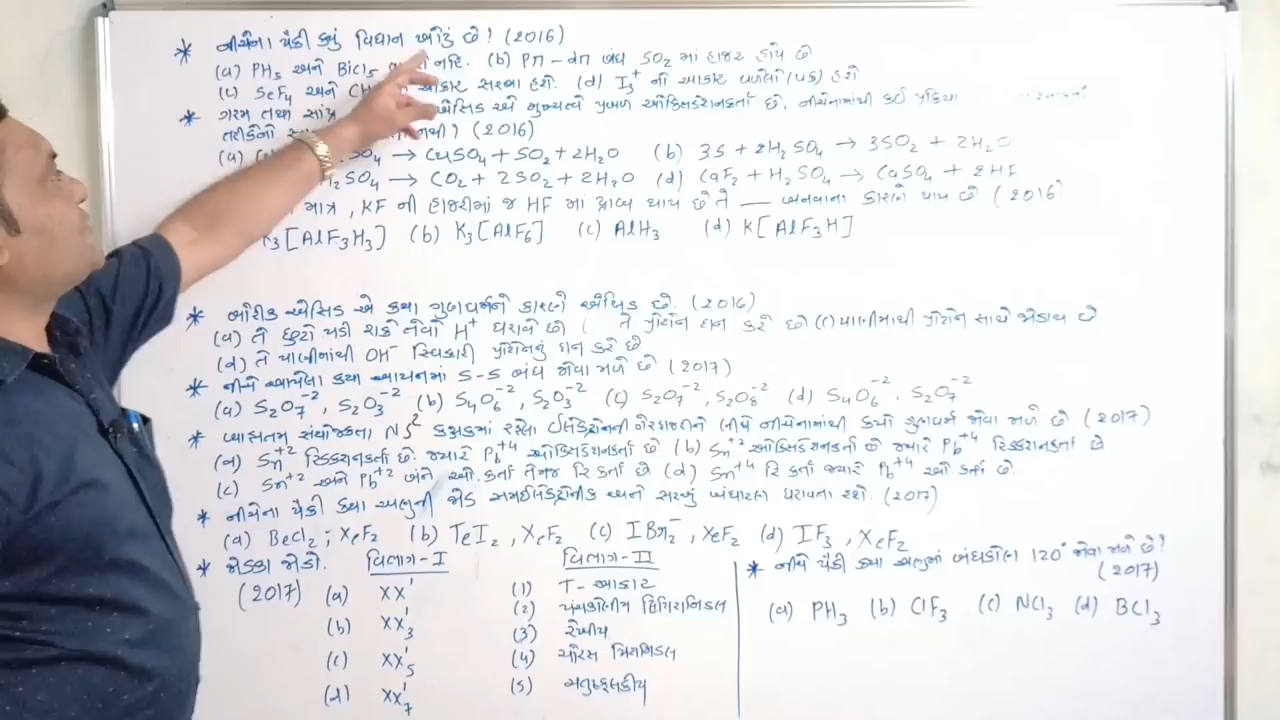 * નીચેના પૈકી કયું વિધાન ખોટું છે? (2016)
(a) PH₅ અને BiCl₅ નહિ. (b) Pπ - dπ બંધ SO₂ માં હાજર હોય છે
(c) SeF₄ અને CH આકાર સરખા હશે. (d) I₃⁺ નો આકાર વળેલો(વક્ર) હશે
* ગરમ તથા સાંદ્ર એસિડ એ મુખ્યત્વે પ્રબળ ઓક્સિડેશનકર્તા છે. નીચેનામાંથી કઈ પ્રક્રિયા
તરીકેનો નથી? (2016)
(a) SO₄ → CuSO₄ + SO₂ + 2H₂O (b) 3S + 2H₂SO₄ → 3SO₂ + 2H₂O
H₂SO₄ → CO₂ + 2SO₂ + 2H₂O (d) CaF₂ + H₂SO₄ → CaSO₄ + 2HF
માત્ર, KF ની હાજરીમાં જ HF માં દ્રાવ્ય થાય છે તે ___ બનવાના કારણે થાય છે (2016)
K₃[AlF₃H₃] (b) K₃[AlF₆] (c) AlH₃ (d) K[AlF₃H]
* બોરિક એસિડ એ કયા ગુણધર્મને કારણે એસિડ છે. (2016)
(a) તે છુટો પડી શકે તેવો H⁺ ધરાવે છે ( તે પ્રોટોન દાન કરે છે (c) પાણીમાંથી પ્રોટોન સાથે જોડાય છે
(d) તે પાણીમાંથી OH⁻ સ્વિકારી પ્રોટોનનું દાન કરે છે
* નીચે આપેલા કયા આયનમાં S-S બંધ જોવા મળે છે (2017)
(a) S₂O₇⁻², S₂O₃⁻² (b) S₄O₆⁻², S₂O₃⁻² (c) S₂O₇⁻², S₂O₈⁻² (d) S₄O₆⁻², S₂O₇⁻²
* બાહ્યતમ સંયોજકતા NS² કક્ષકમાં રહેલા ઈલેક્ટ્રોનની ગેરહાજરીને લીધે નીચેનામાંથી કયો ગુણધર્મ જોવા મળે છે (2017)
(a) Sn⁺² રિડક્શનકર્તા છે. જ્યારે Pb⁺⁴ ઓક્સિડેશનકર્તા છે. (b) Sn⁺² ઓક્સિડેશનકર્તા છે જ્યારે Pb⁺⁴ રિડક્શનકર્તા છે
(c) Sn⁺² અને Pb⁺² બંને ઓ.કર્તા તેમજ રિ.કર્તા છે (d) Sn⁺⁴ રિ કર્તા જ્યારે Pb⁺⁴ ઓ કર્તા છે.
* નીચેના પૈકી કયા અણુની જોડ સમઈલેક્ટ્રોનીક અને સરખું બંધારણ ધરાવતા હશે. (2017)
(a) BeCl₂, XeF₂ (b) TeI₂, XeF₂ (c) IBr₂⁻, XeF₂ (d) IF₃, XeF₂
* જોડકા જોડો. વિભાગ-I વિભાગ-II
(2017) (a) XX' (1) T-આકાર
(b) XX'₃ (2) પંચકોણીય દ્વિપિરામિડલ
(c) XX'₅ (3) રેખીય
(d) XX'₇ (4) ચોરસ પિરામિડલ
(5) સમચતુષ્ફલકીય
* નીચે પૈકી કયા અણુમાં બંધકોણ 120° જોવા મળે છે?
(2017)
(a) PH₃ (b) ClF₃ (c) NCl₃ (d) BCl₃